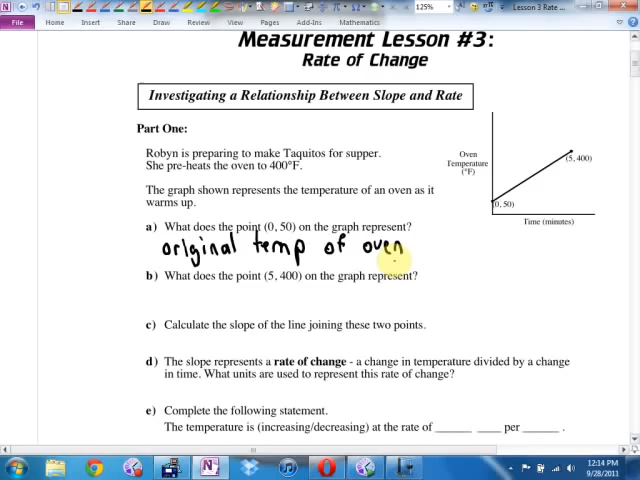 File Home Insert Draw Review Pages Add-Ins Mathematics
125%
Lesson 3 Rate ...
Measurement Lesson #3:
Rate of Change
Investigating a Relationship Between Slope and Rate
Part One:
Robyn is preparing to make Taquitos for supper.
She pre-heats the oven to 400°F.
The graph shown represents the temperature of an oven as it
warms up.
Oven
Temperature
(°F)
(5, 400)
(0, 50)
Time (minutes)
a) What does the point (0, 50) on the graph represent?
original temp of oven
b) What does the point (5, 400) on the graph represent?
c) Calculate the slope of the line joining these two points.
d) The slope represents a rate of change - a change in temperature divided by a change
in time. What units are used to represent this rate of change?
e) Complete the following statement.
The temperature is (increasing/decreasing) at the rate of ______ ____ per ______ .
12:14 PM
9/28/2011